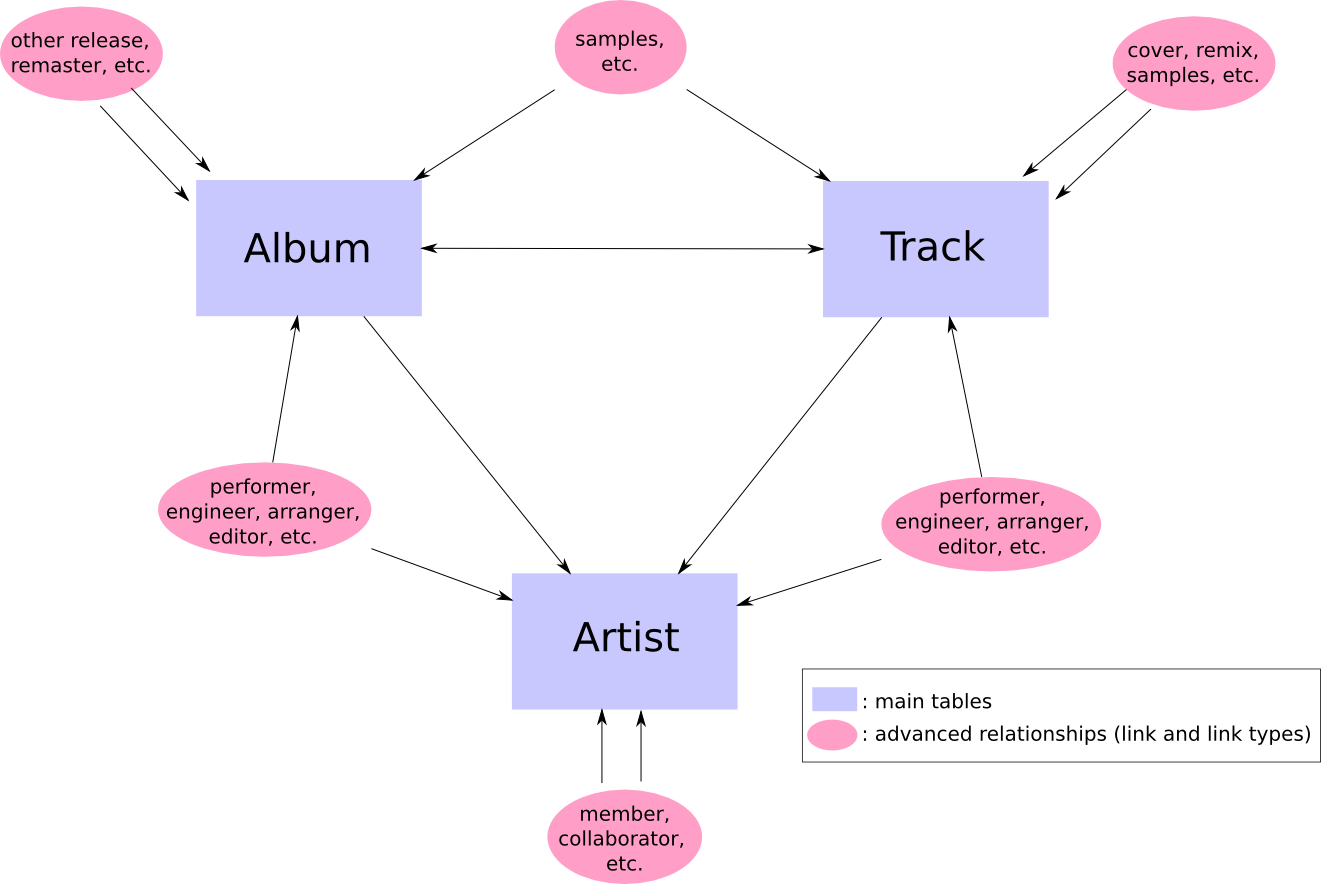 other release,
remaster, etc.
samples,
etc.
cover, remix,
samples, etc.
Album
Track
performer,
engineer, arranger,
editor, etc.
performer,
engineer, arranger,
editor, etc.
Artist
: main tables
: advanced relationships (link and link types)
member,
collaborator,
etc.